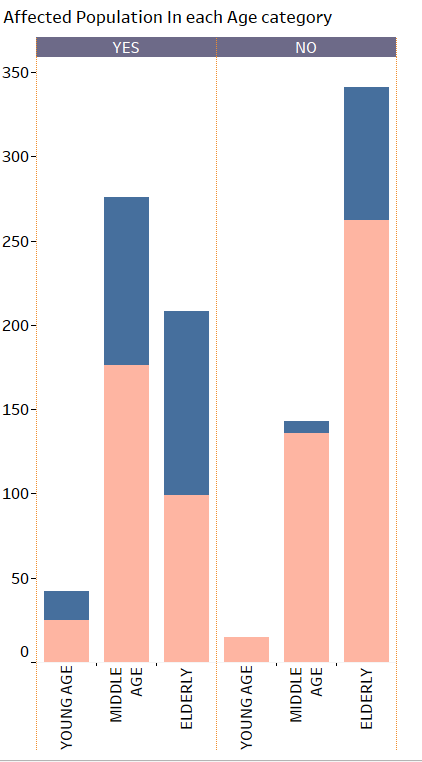 Affected Population In each Age category
YES
NO
350
300
250
200
150
100
50
0
YOUNG AGE
MIDDLE
AGE
ELDERLY
YOUNG AGE
MIDDLE
AGE
ELDERLY